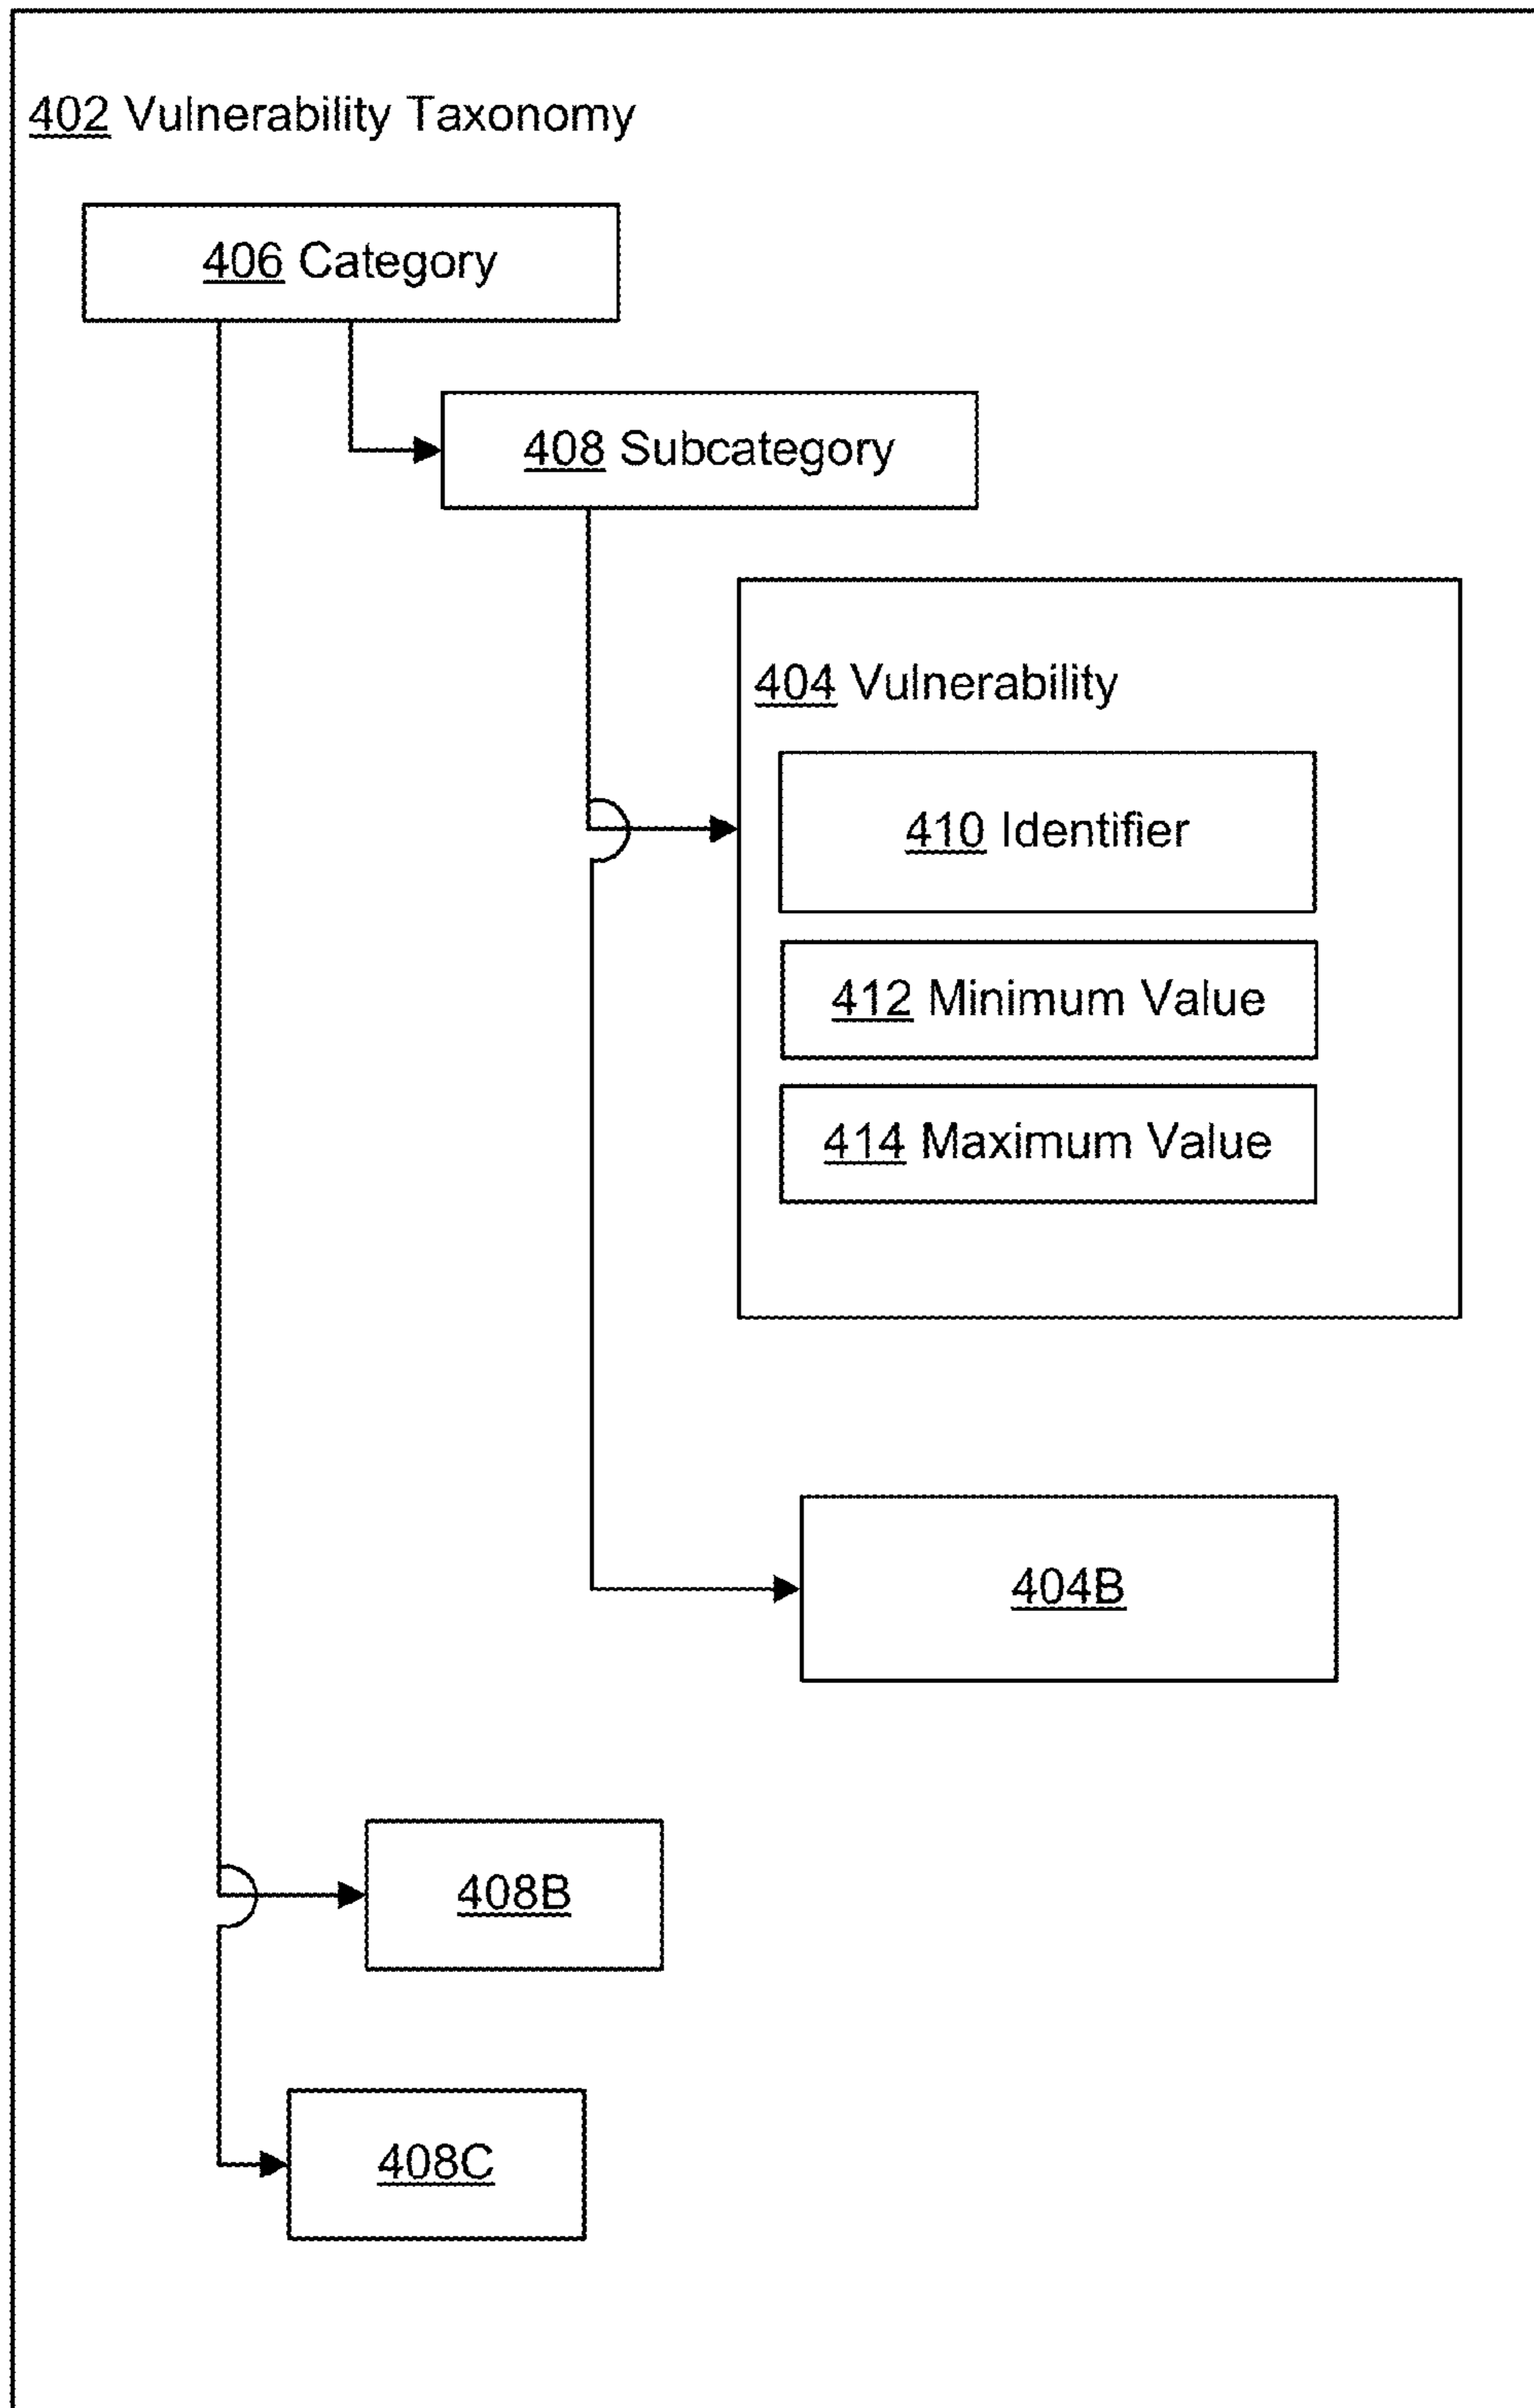 402 Vulnerability Taxonomy
406 Category
408 Subcategory
404 Vulnerability
410 Identifier
412 Minimum Value
414 Maximum Value
404B
408B
408C